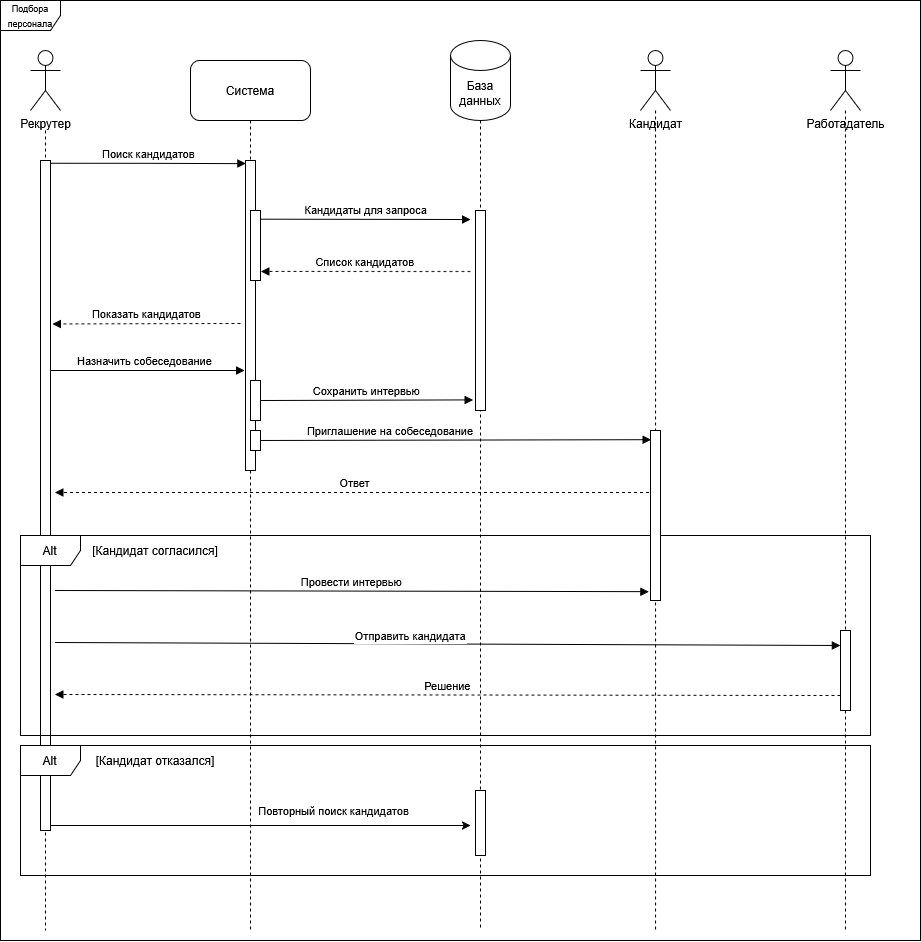 Подбора
персонала
Рекрутер
Система
База
данных
Кандидат
Работадатель
Поиск кандидатов
Кандидаты для запроса
Список кандидатов
Показать кандидатов
Назначить собеседование
Сохранить интервью
Приглашение на собеседование
Ответ
Alt
[Кандидат согласился]
Провести интервью
Отправить кандидата
Решение
Alt
[Кандидат отказался]
Повторный поиск кандидатов